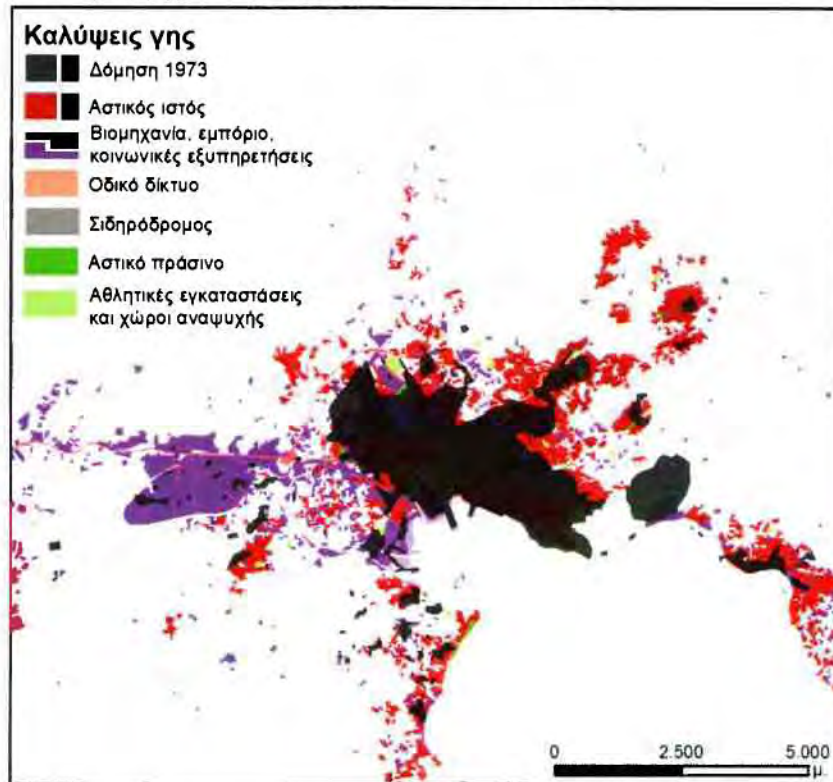 Καλύψεις γης
Δόμηση 1973
Αστικός ιστός
Βιομηχανία, εμπόριο,
κοινωνικές εξυπηρετήσεις
Οδικό δίκτυο
Σιδηρόδρομος
Αστικό πράσινο
Αθλητικές εγκαταστάσεις
και χώροι αναψυχής
0 2.500 5.000
μ